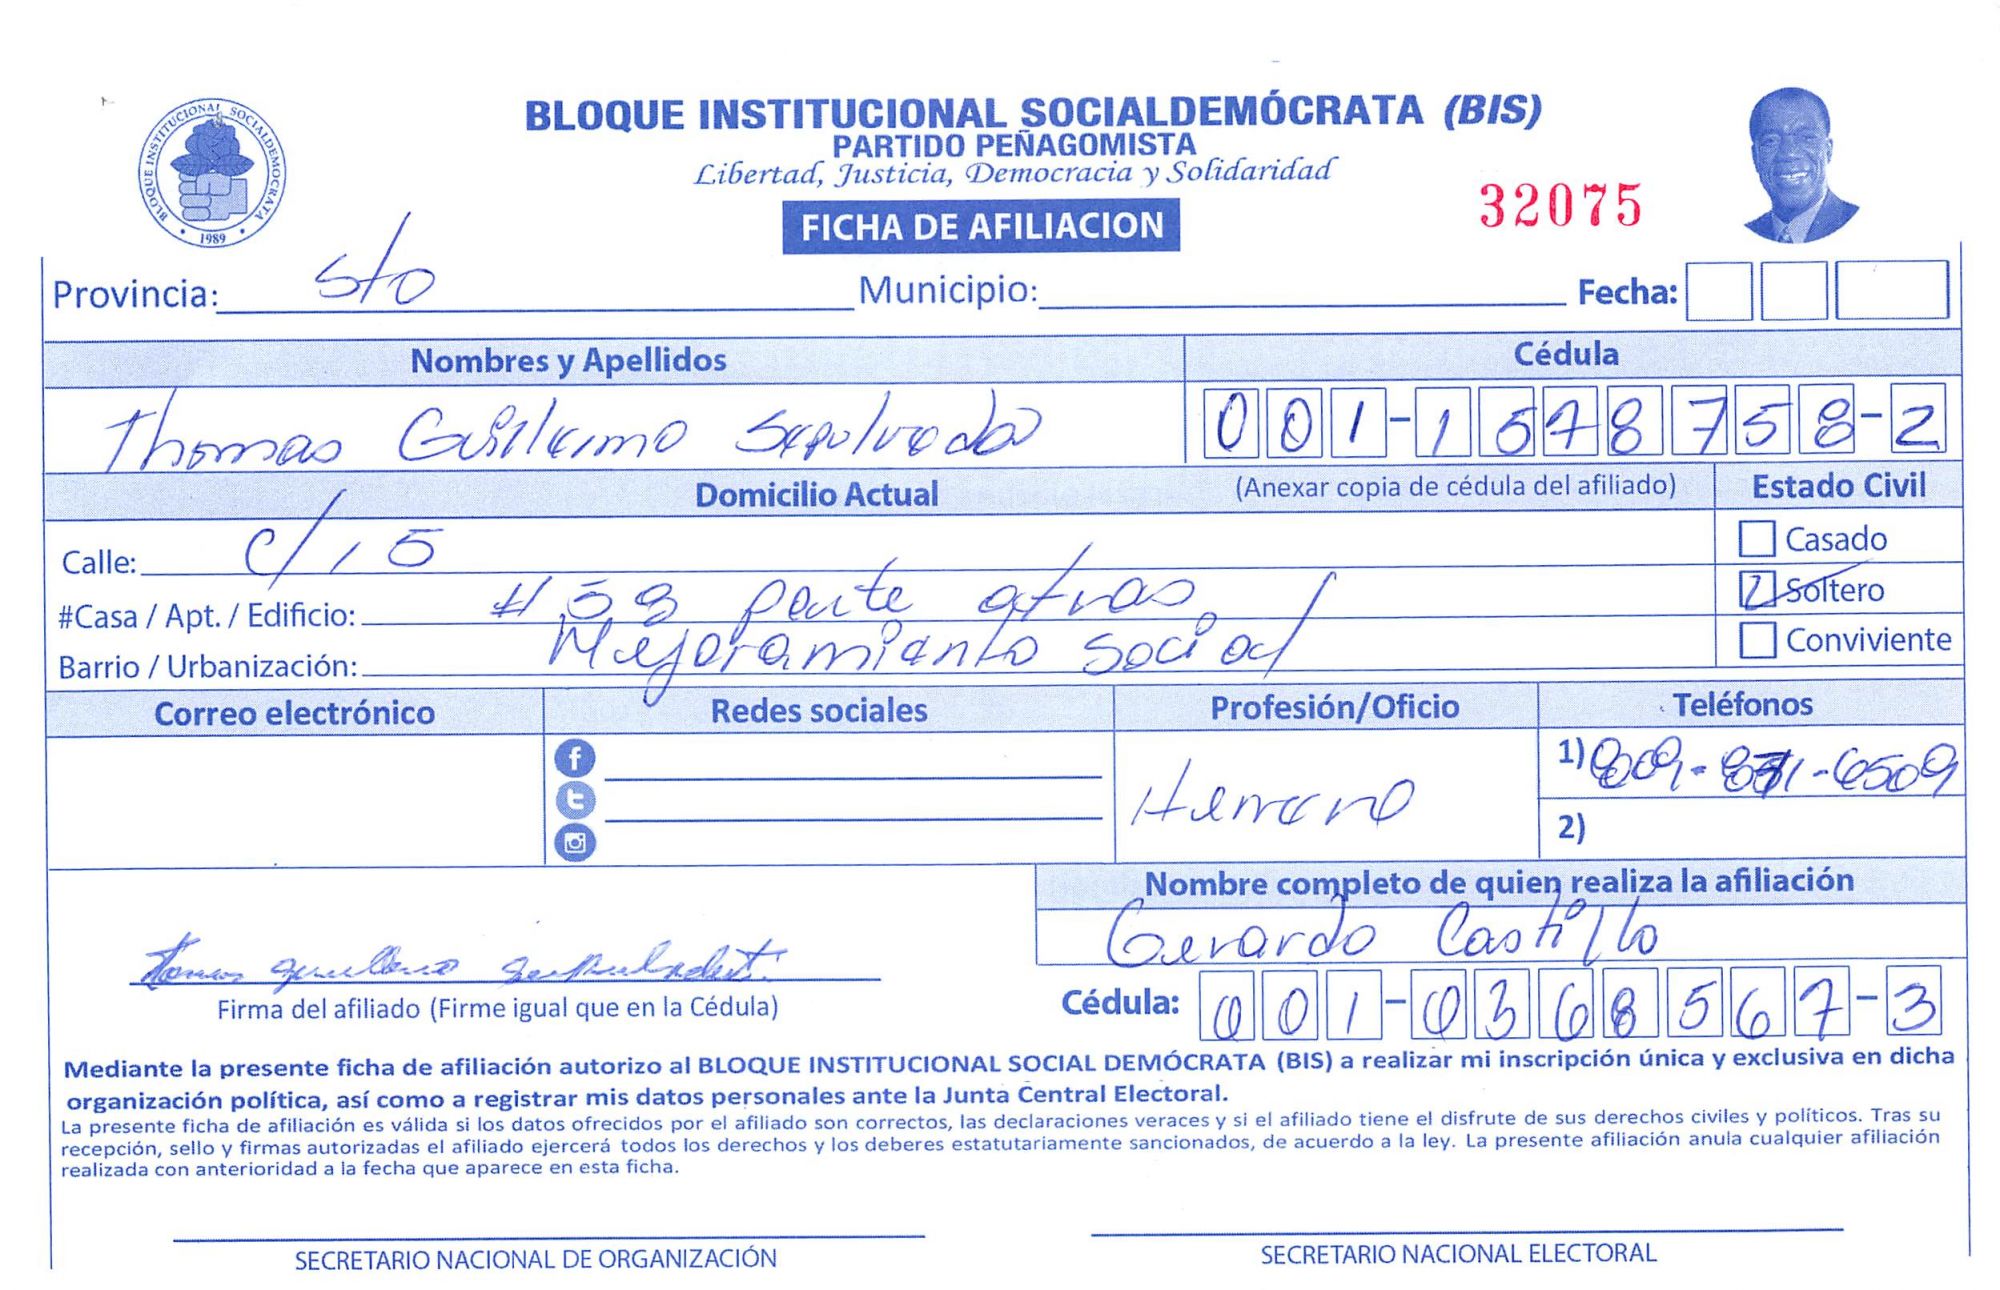 BLOQUE INSTITUCIONAL SOCIALDEMOCRATA
1989
BLOQUE INSTITUCIONAL SOCIALDEMÓCRATA (BIS)
PARTIDO PEÑAGOMISTA
Libertad, Justicia, Democracia y Solidaridad
32075
FICHA DE AFILIACION
Provincia: Sto Municipio: Fecha:
Nombres y Apellidos Cédula
Thomas Guillermo Sepulveda 001-1578758-2
Domicilio Actual (Anexar copia de cédula del afiliado) Estado Civil
Calle: c/15 Casado
#Casa / Apt. / Edificio: #58 parte atras Soltero
Barrio / Urbanización: Mejoramiento Social Conviviente
Correo electrónico Redes sociales Profesión/Oficio Teléfonos
Herrero 1) 809-871-6509
2)
Nombre completo de quien realiza la afiliación
Gerardo Castillo
Firma del afiliado (Firme igual que en la Cédula) Cédula: 001-0368567-3
Mediante la presente ficha de afiliación autorizo al BLOQUE INSTITUCIONAL SOCIAL DEMÓCRATA (BIS) a realizar mi inscripción única y exclusiva en dicha
organización política, así como a registrar mis datos personales ante la Junta Central Electoral.
La presente ficha de afiliación es válida si los datos ofrecidos por el afiliado son correctos, las declaraciones veraces y si el afiliado tiene el disfrute de sus derechos civiles y políticos. Tras su
recepción, sello y firmas autorizadas el afiliado ejercerá todos los derechos y los deberes estatutariamente sancionados, de acuerdo a la ley. La presente afiliación anula cualquier afiliación
realizada con anterioridad a la fecha que aparece en esta ficha.
SECRETARIO NACIONAL DE ORGANIZACIÓN SECRETARIO NACIONAL ELECTORAL